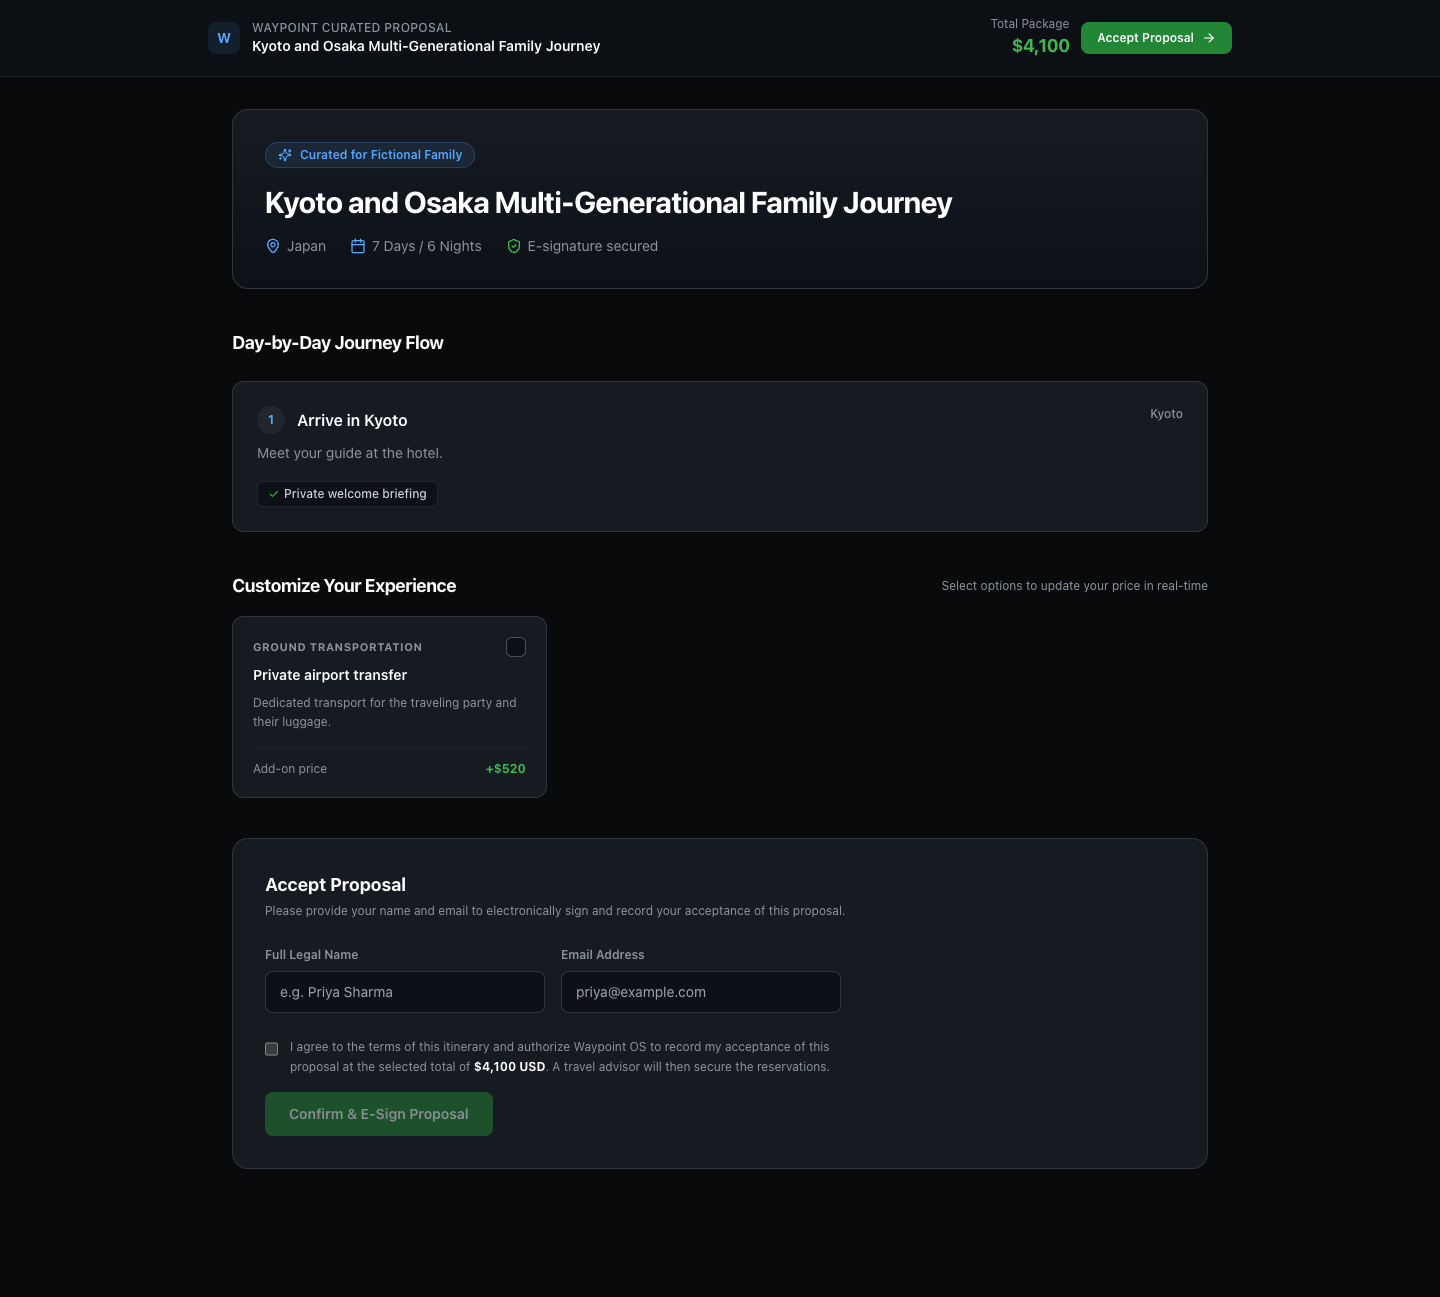 W
WAYPOINT CURATED PROPOSAL
Kyoto and Osaka Multi-Generational Family Journey
Total Package
$4,100
Accept Proposal
Curated for Fictional Family
Kyoto and Osaka Multi-Generational Family Journey
Japan
7 Days / 6 Nights
E-signature secured
Day-by-Day Journey Flow
1
Arrive in Kyoto
Kyoto
Meet your guide at the hotel.
Private welcome briefing
Customize Your Experience
Select options to update your price in real-time
GROUND TRANSPORTATION
Private airport transfer
Dedicated transport for the traveling party and
their luggage.
Add-on price
+$520
Accept Proposal
Please provide your name and email to electronically sign and record your acceptance of this proposal.
Full Legal Name
Email Address
e.g. Priya Sharma
priya@example.com
I agree to the terms of this itinerary and authorize Waypoint OS to record my acceptance of this
proposal at the selected total of $4,100 USD. A travel advisor will then secure the reservations.
Confirm & E-Sign Proposal